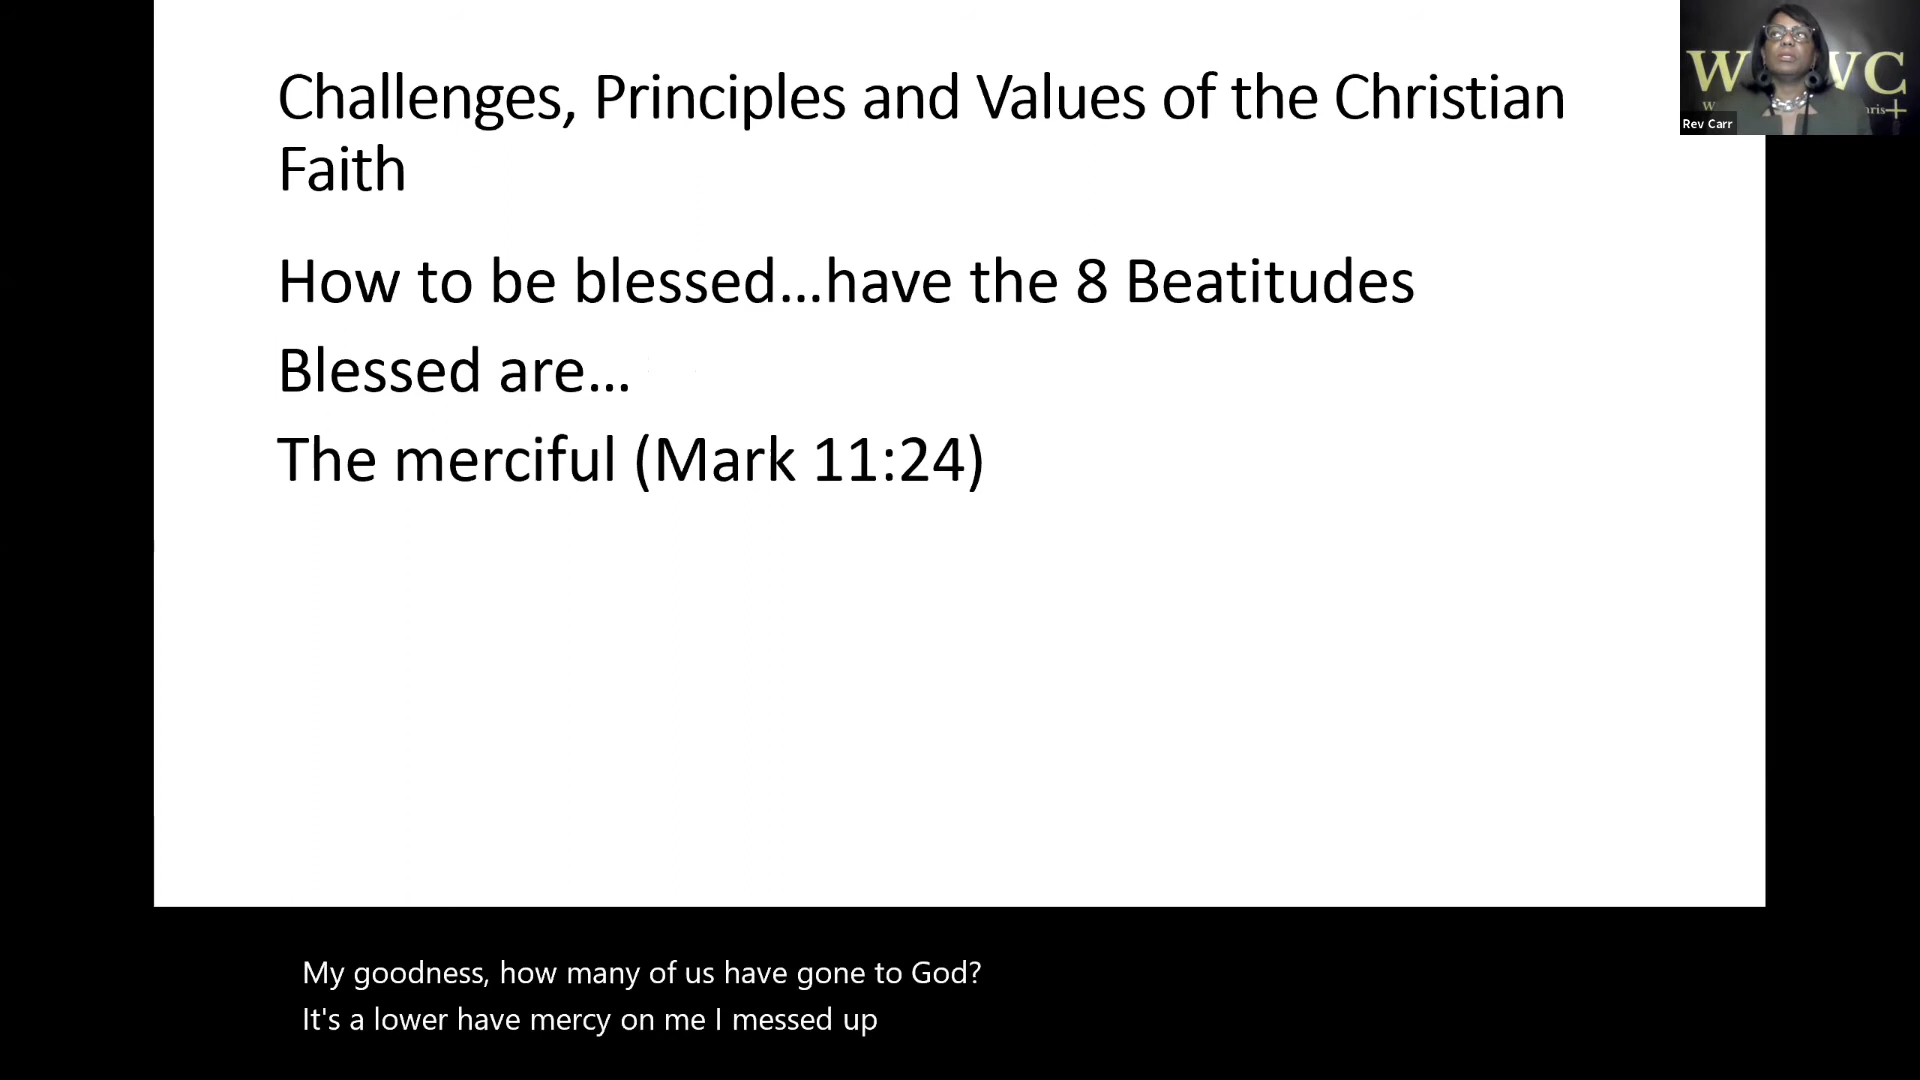 Challenges, Principles and Values of the Christian
Faith
How to be blessed...have the 8 Beatitudes
Blessed are...
The merciful (Mark 11:24)
Rev Carr
My goodness, how many of us have gone to God?
It's a lower have mercy on me I messed up